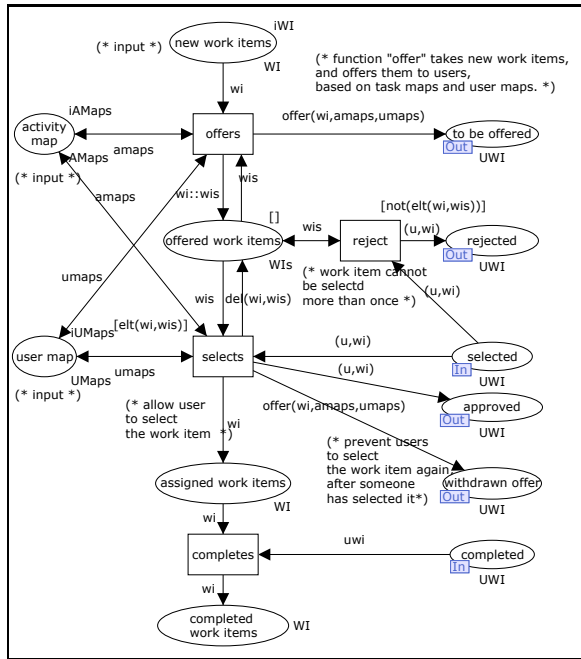 iWI
(* input *)
new work items
WI
(* function "offer" takes new work items,
and offers them to users,
based on task maps and user maps. *)
wi
iAMaps
activity
map
AMaps
(* input *)
amaps
offers
offer(wi,amaps,umaps)
to be offered
Out
UWI
amaps
wi::wis
wis
[]
offered work items
WIs
wis
reject
[not(elt(wi,wis))]
(u,wi)
rejected
Out
UWI
(* work item cannot
be selectd
more than once *)
(u,wi)
umaps
wis
del(wi,wis)
iUMaps
[elt(wi,wis)]
user map
UMaps
(* input *)
umaps
selects
(u,wi)
selected
In
UWI
(u,wi)
approved
Out
UWI
(* allow user
to select
the work item *)
wi
offer(wi,amaps,umaps)
(* prevent users
to select
the work item again,
after someone
has selected it*)
withdrawn offer
Out
UWI
assigned work items
WI
wi
completes
uwi
completed
In
UWI
wi
completed
work items
WI